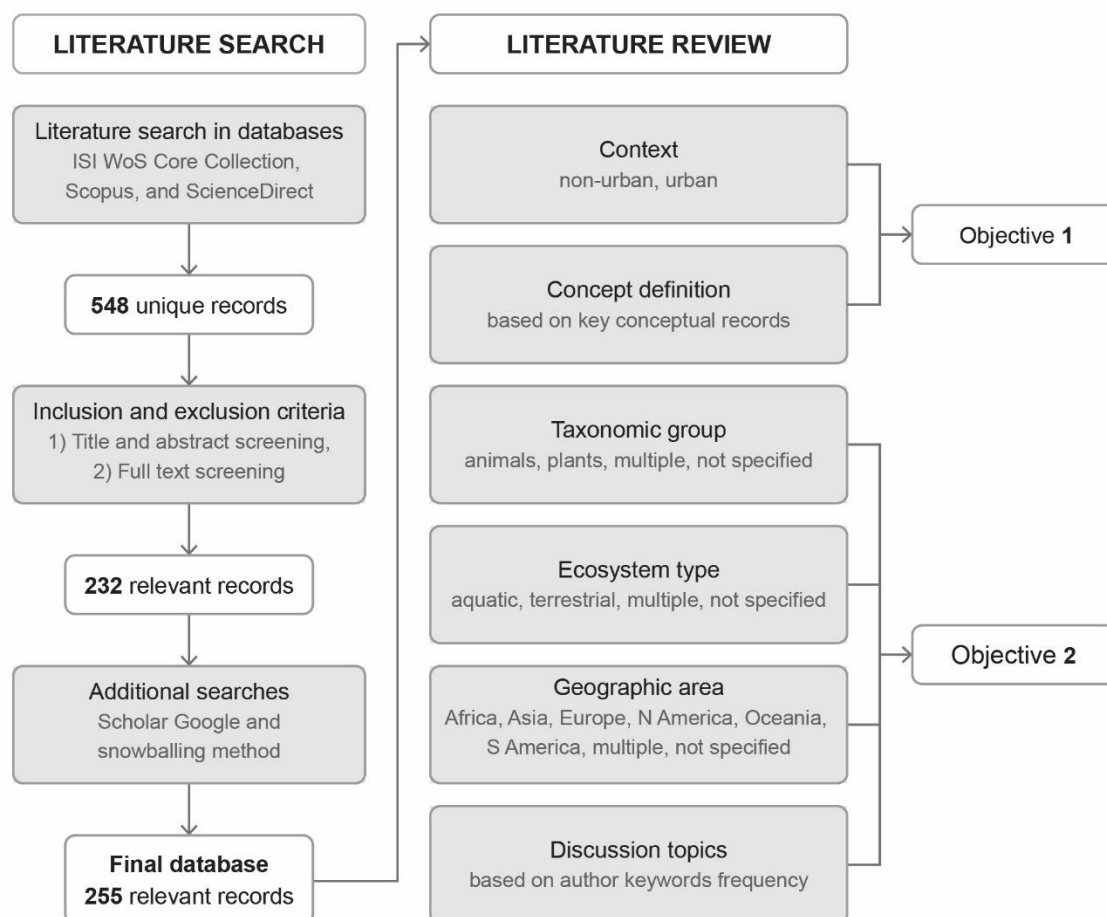 LITERATURE SEARCH
Literature search in databases
ISI WoS Core Collection,
Scopus, and ScienceDirect
548 unique records
Inclusion and exclusion criteria
1) Title and abstract screening,
2) Full text screening
232 relevant records
Additional searches
Scholar Google and
snowballing method
Final database
255 relevant records
LITERATURE REVIEW
Context
non-urban, urban
Concept definition
based on key conceptual records
Objective 1
Taxonomic group
animals, plants, multiple, not specified
Ecosystem type
aquatic, terrestrial, multiple, not specified
Geographic area
Africa, Asia, Europe, N America, Oceania,
S America, multiple, not specified
Discussion topics
based on author keywords frequency
Objective 2